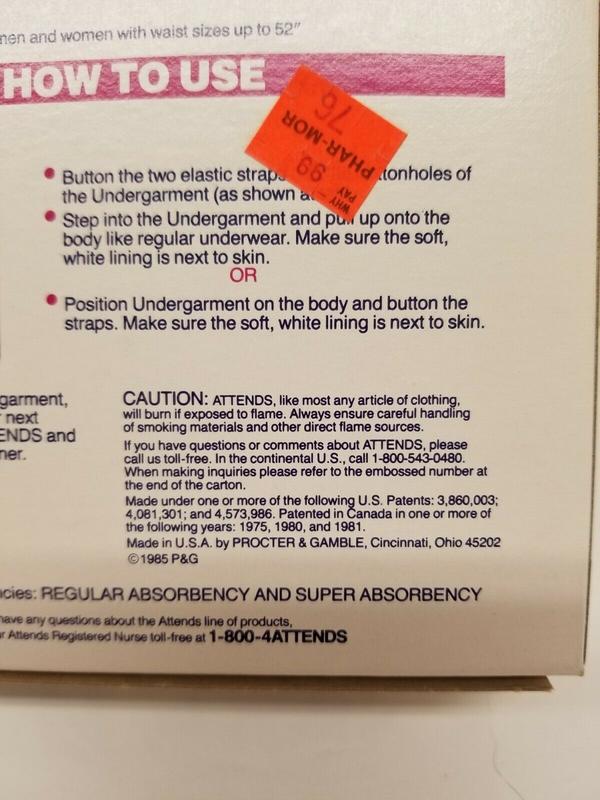 men and women with waist sizes up to 52"
HOW TO USE
PHAR-MOR
WHY
PAY
99
76
• Button the two elastic straps tonholes of
the Undergarment (as shown a
• Step into the Undergarment and pull up onto the
body like regular underwear. Make sure the soft,
white lining is next to skin.
OR
• Position Undergarment on the body and button the
straps. Make sure the soft, white lining is next to skin.
garment,
next
ENDS and
ner.
CAUTION: ATTENDS, like most any article of clothing,
will burn if exposed to flame. Always ensure careful handling
of smoking materials and other direct flame sources.
If you have questions or comments about ATTENDS, please
call us toll-free. In the continental U.S., call 1-800-543-0480.
When making inquiries please refer to the embossed number at
the end of the carton.
Made under one or more of the following U.S. Patents: 3,860,003;
4,081,301; and 4,573,986. Patented in Canada in one or more of
the following years: 1975, 1980, and 1981.
Made in U.S.A. by PROCTER & GAMBLE, Cincinnati, Ohio 45202
© 1985 P&G
ncies: REGULAR ABSORBENCY AND SUPER ABSORBENCY
have any questions about the Attends line of products,
r Attends Registered Nurse toll-free at 1-800-4ATTENDS